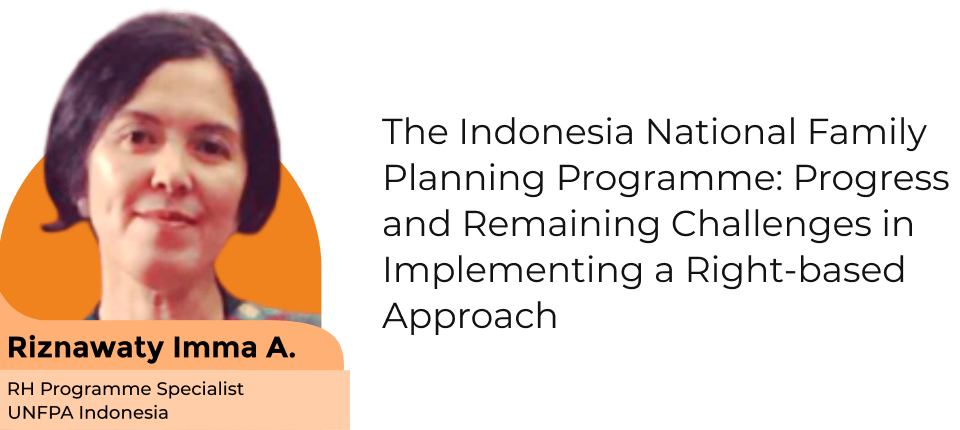 The Indonesia National Family
Planning Programme: Progress
and Remaining Challenges in
Implementing a Right-based
Approach
Riznawaty Imma A.
RH Programme Specialist
UNFPA Indonesia